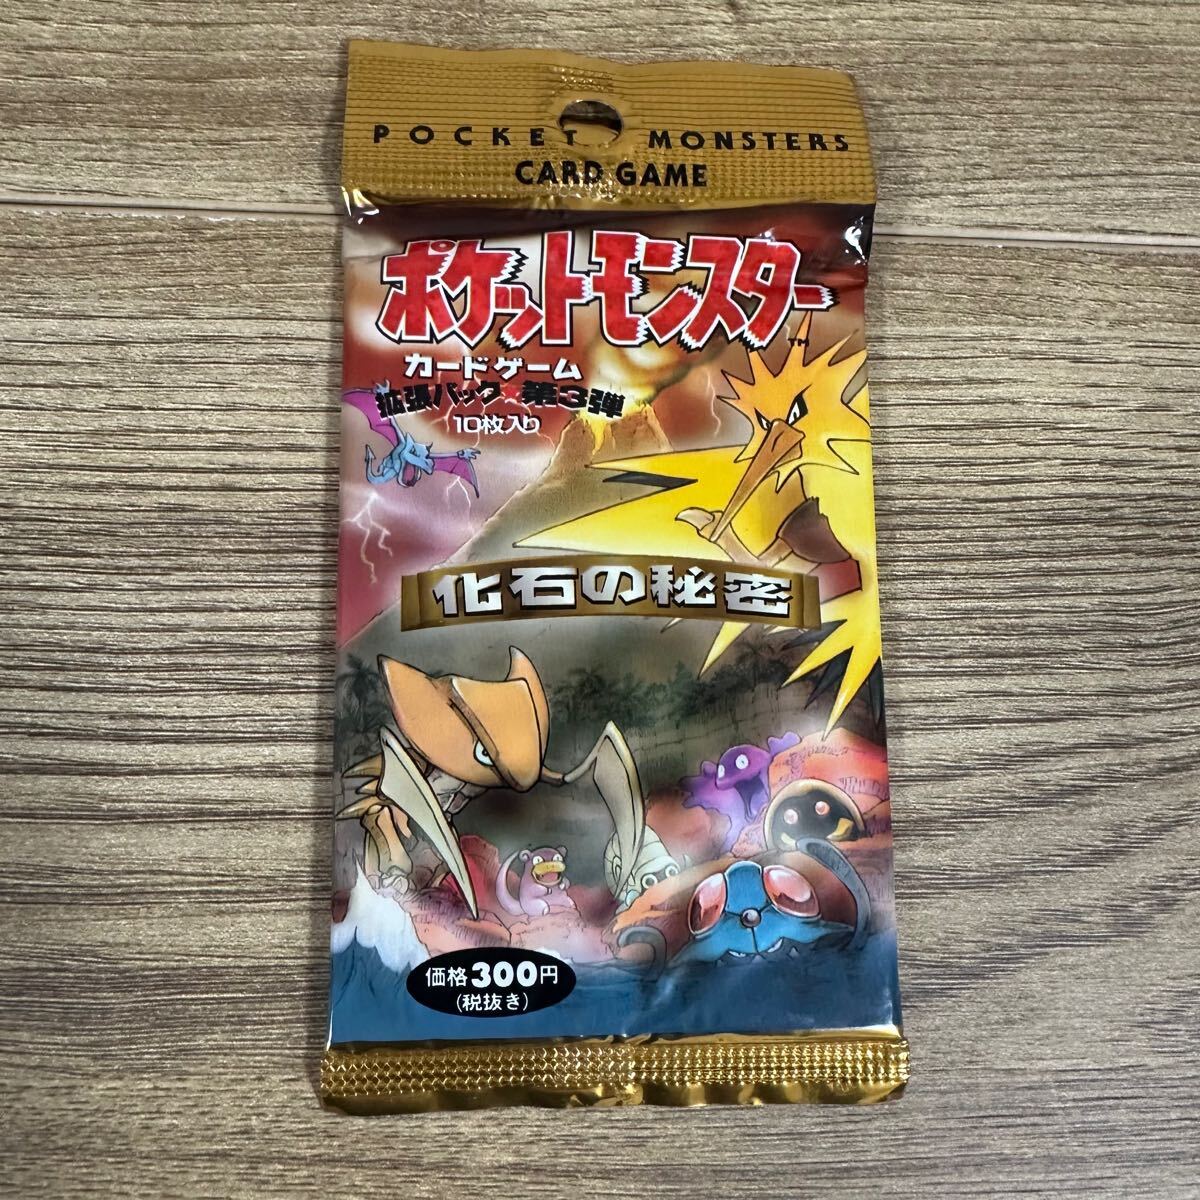 POCKET MONSTERS
CARD GAME
ポケットモンスター
TM
カードゲーム
拡張パック★第3弾
10枚入り
化石の秘密
価格300円
(税抜き)